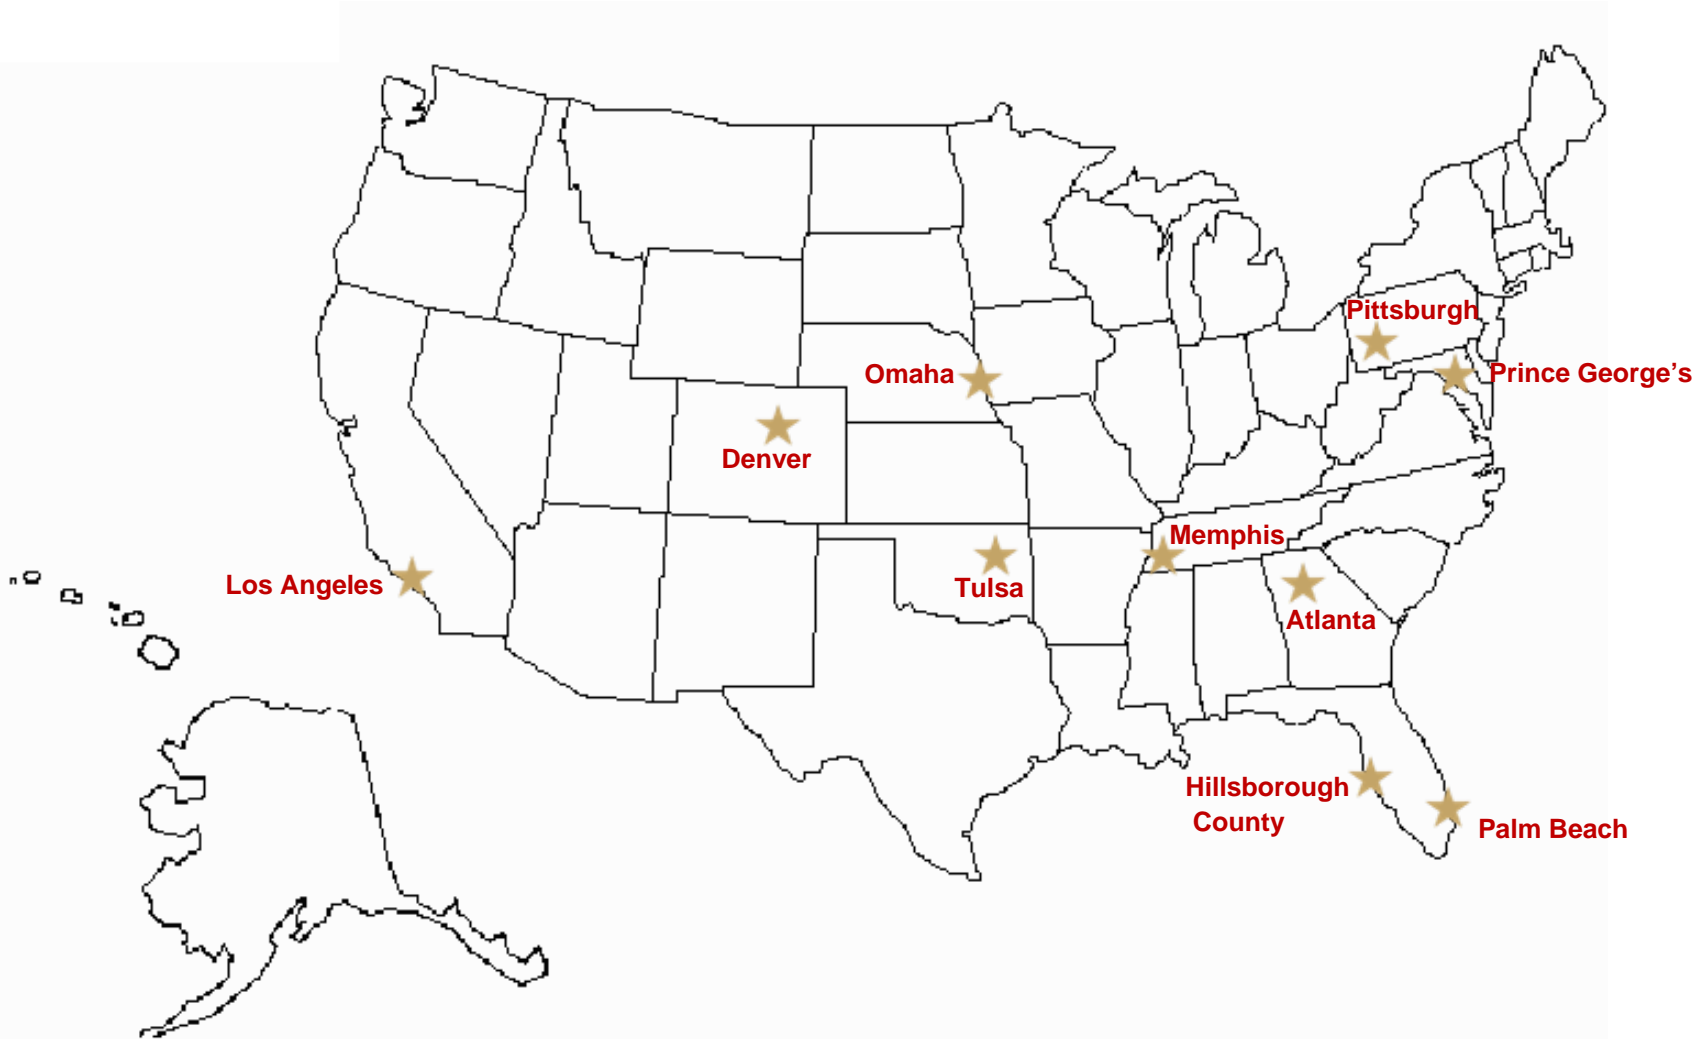 Pittsburgh
Omaha
Prince George’s
Denver
Memphis
Los Angeles
Tulsa
Atlanta
Hillsborough
County
Palm Beach